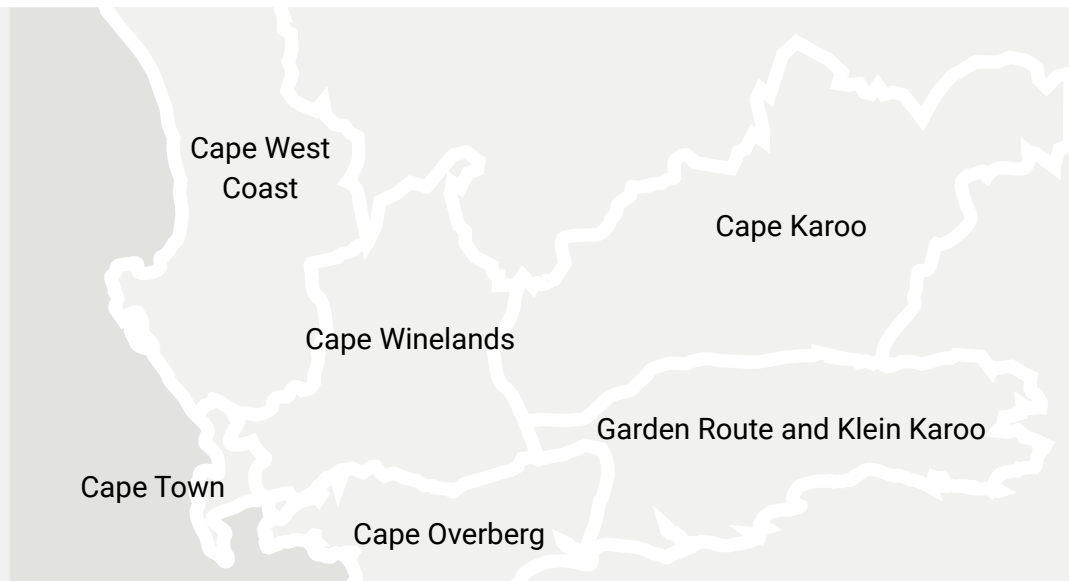 Cape West
Coast
Cape Karoo
Cape Winelands
Garden Route and Klein Karoo
Cape Town
Cape Overberg